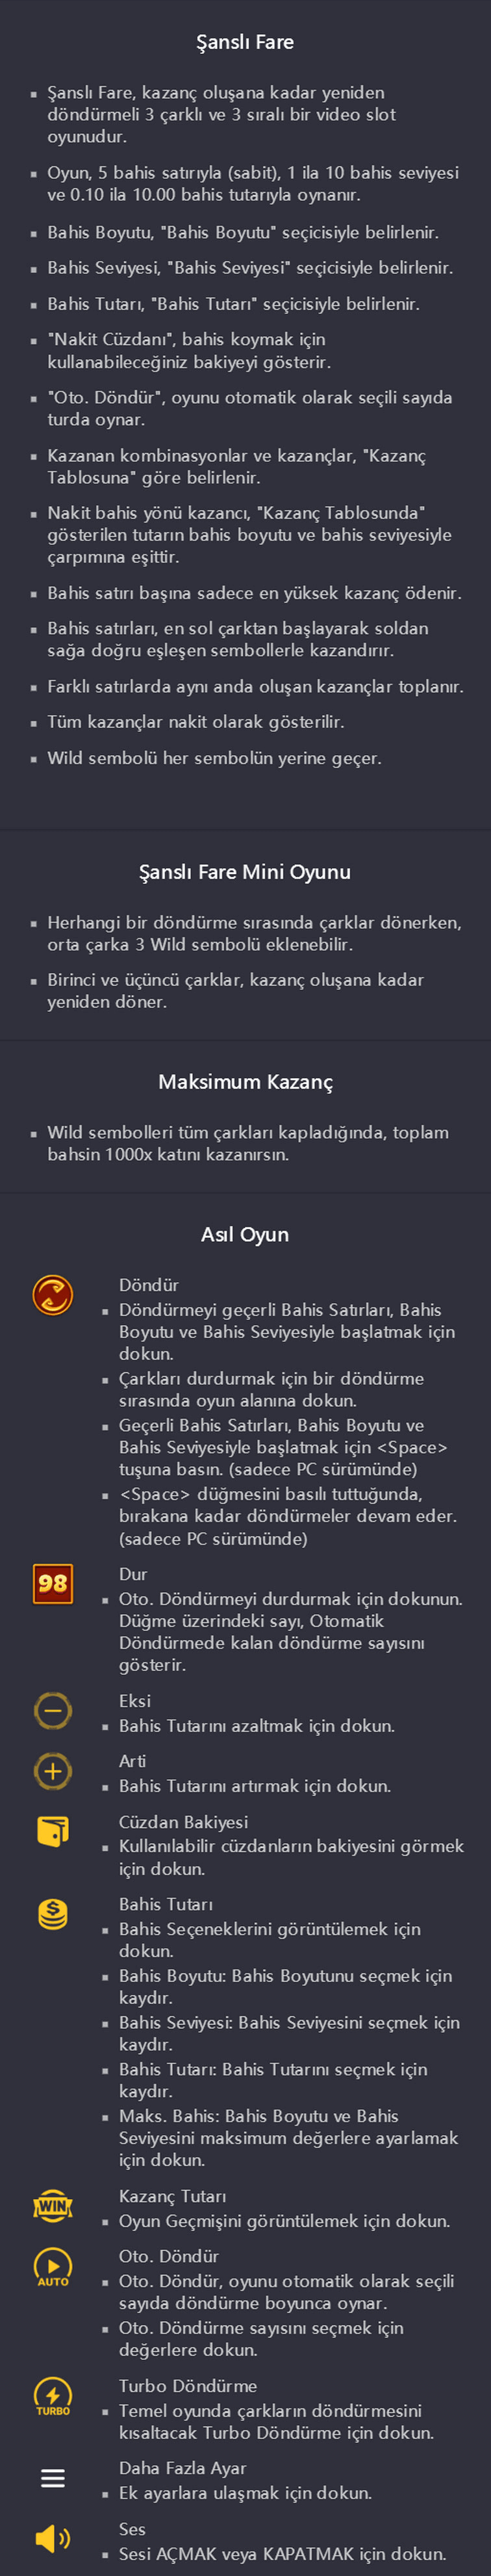 Şanslı Fare
Şanslı Fare, kazanç oluşana kadar yeniden
döndürmeli 3 çarklı ve 3 sıralı bir video slot
oyunudur.
Oyun, 5 bahis satırıyla (sabit), 1 ila 10 bahis seviyesi
ve 0.10 ila 10.00 bahis tutarıyla oynanır.
Bahis Boyutu, "Bahis Boyutu" seçicisiyle belirlenir.
Bahis Seviyesi, "Bahis Seviyesi" seçicisiyle belirlenir.
Bahis Tutarı, "Bahis Tutarı" seçicisiyle belirlenir.
"Nakit Cüzdanı", bahis koymak için
kullanabileceğiniz bakiyeyi gösterir.
"Oto. Döndür", oyunu otomatik olarak seçili sayıda
turda oynar.
Kazanan kombinasyonlar ve kazançlar, "Kazanç
Tablosuna" göre belirlenir.
Nakit bahis yönü kazancı, "Kazanç Tablosunda"
gösterilen tutarın bahis boyutu ve bahis seviyesiyle
çarpımına eşittir.
Bahis satırı başına sadece en yüksek kazanç ödenir.
Bahis satırları, en sol çarktan başlayarak soldan
sağa doğru eşleşen sembollerle kazandırır.
Farklı satırlarda aynı anda oluşan kazançlar toplanır.
Tüm kazançlar nakit olarak gösterilir.
Wild sembolü her sembolün yerine geçer.
Şanslı Fare Mini Oyunu
Herhangi bir döndürme sırasında çarklar dönerken,
orta çarka 3 Wild sembolü eklenebilir.
Birinci ve üçüncü çarklar, kazanç oluşana kadar
yeniden döner.
Maksimum Kazanç
Wild sembolleri tüm çarkları kapladığında, toplam
bahsin 1000x katını kazanırsın.
Asıl Oyun
Döndür
Döndürmeyi geçerli Bahis Satırları, Bahis
Boyutu ve Bahis Seviyesiyle başlatmak için
dokun.
Çarkları durdurmak için bir döndürme
sırasında oyun alanına dokun.
Geçerli Bahis Satırları, Bahis Boyutu ve
Bahis Seviyesiyle başlatmak için <Space>
tuşuna basın. (sadece PC sürümünde)
<Space> düğmesini basılı tuttuğunda,
bırakana kadar döndürmeler devam eder.
(sadece PC sürümünde)
98
Dur
Oto. Döndürmeyi durdurmak için dokunun.
Düğme üzerindeki sayı, Otomatik
Döndürmede kalan döndürme sayısını
gösterir.
Eksi
Bahis Tutarını azaltmak için dokun.
Arti
Bahis Tutarını artırmak için dokun.
Cüzdan Bakiyesi
Kullanılabilir cüzdanların bakiyesini görmek
için dokun.
Bahis Tutarı
Bahis Seçeneklerini görüntülemek için
dokun.
Bahis Boyutu: Bahis Boyutunu seçmek için
kaydır.
Bahis Seviyesi: Bahis Seviyesini seçmek için
kaydır.
Bahis Tutarı: Bahis Tutarını seçmek için
kaydır.
Maks. Bahis: Bahis Boyutu ve Bahis
Seviyesini maksimum değerlere ayarlamak
için dokun.
WIN
Kazanç Tutarı
Oyun Geçmişini görüntülemek için dokun.
AUTO
Oto. Döndür
Oto. Döndür, oyunu otomatik olarak seçili
sayıda döndürme boyunca oynar.
Oto. Döndürme sayısını seçmek için
değerlere dokun.
TURBO
Turbo Döndürme
Temel oyunda çarkların döndürmesini
kısaltacak Turbo Döndürme için dokun.
Daha Fazla Ayar
Ek ayarlara ulaşmak için dokun.
Ses
Sesi AÇMAK veya KAPATMAK için dokun.